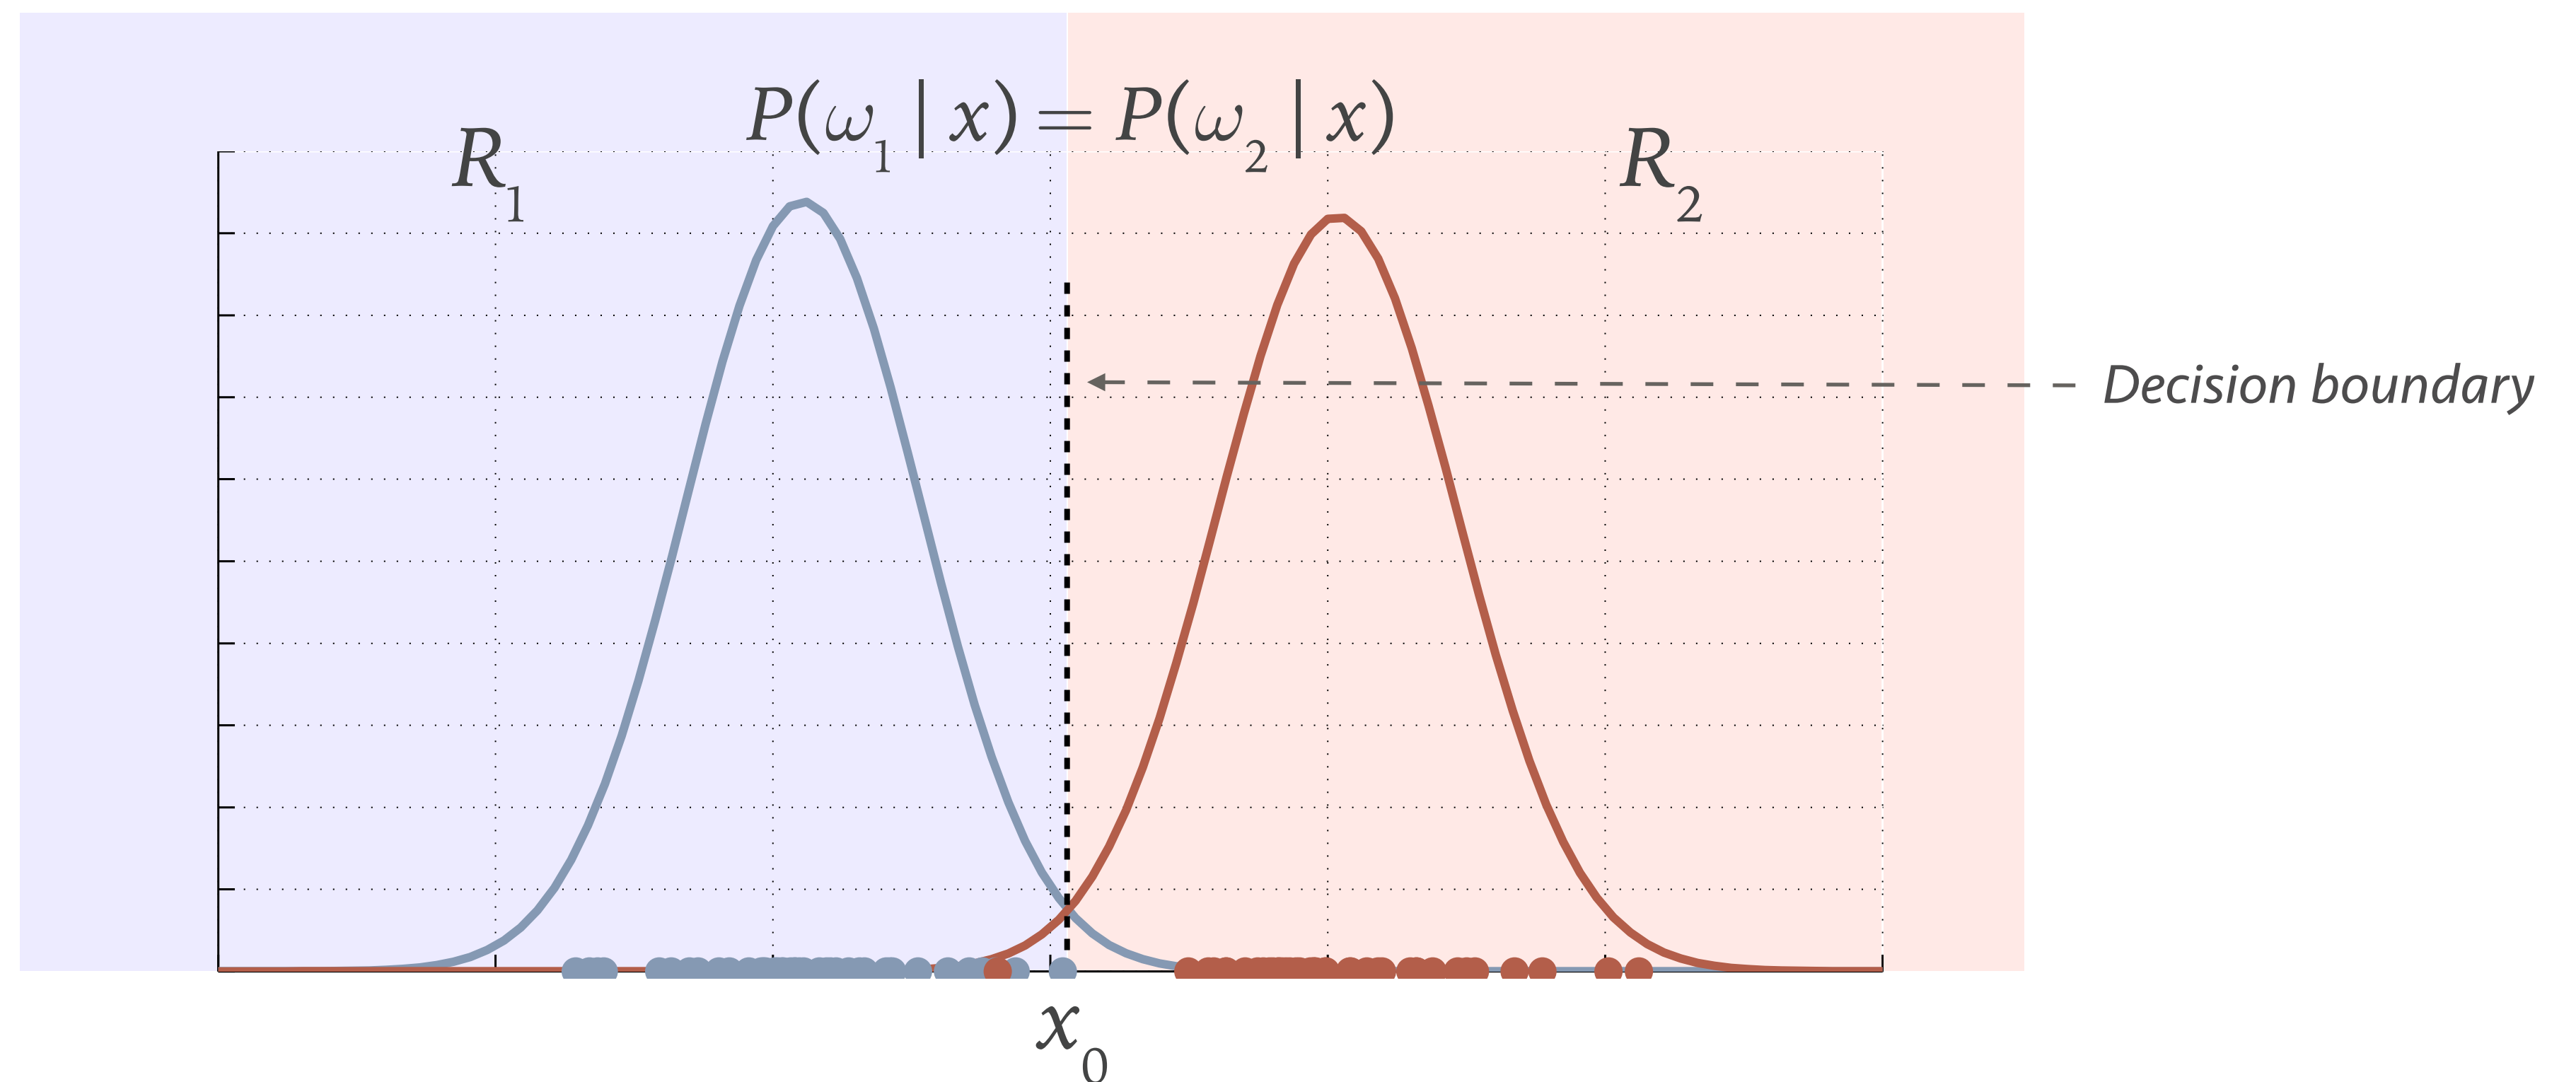 P(ω₁ | x) = P(ω₂ | x)
R₁
R₂
Decision boundary
x₀